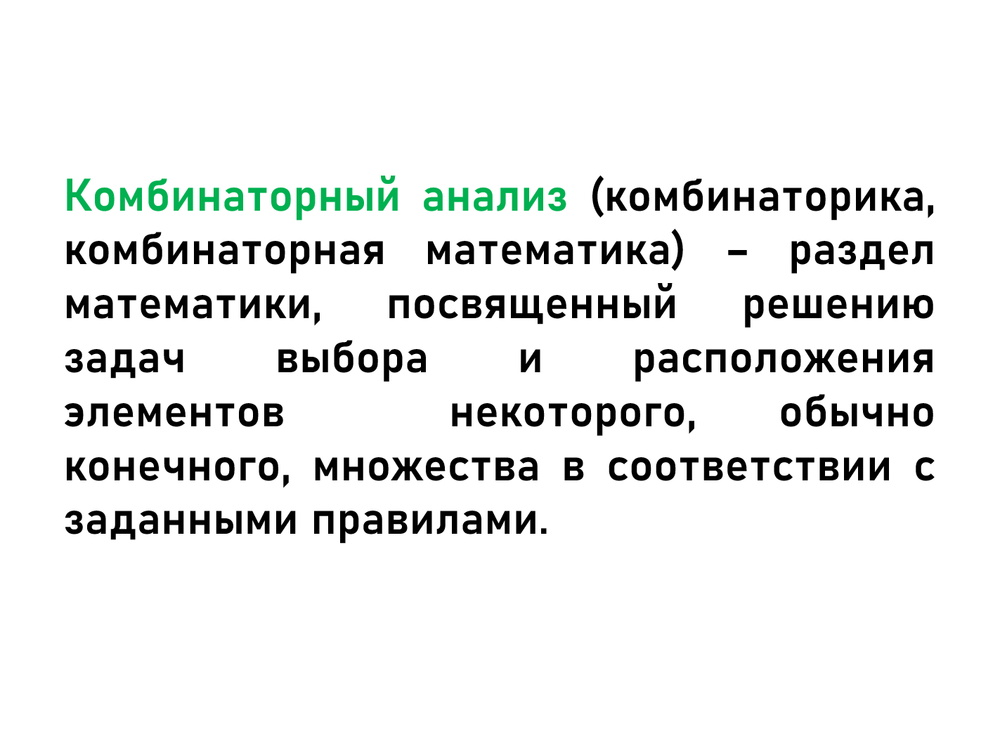 Комбинаторный анализ (комбинаторика,
комбинаторная математика) – раздел
математики, посвященный решению
задач выбора и расположения
элементов некоторого, обычно
конечного, множества в соответствии с
заданными правилами.